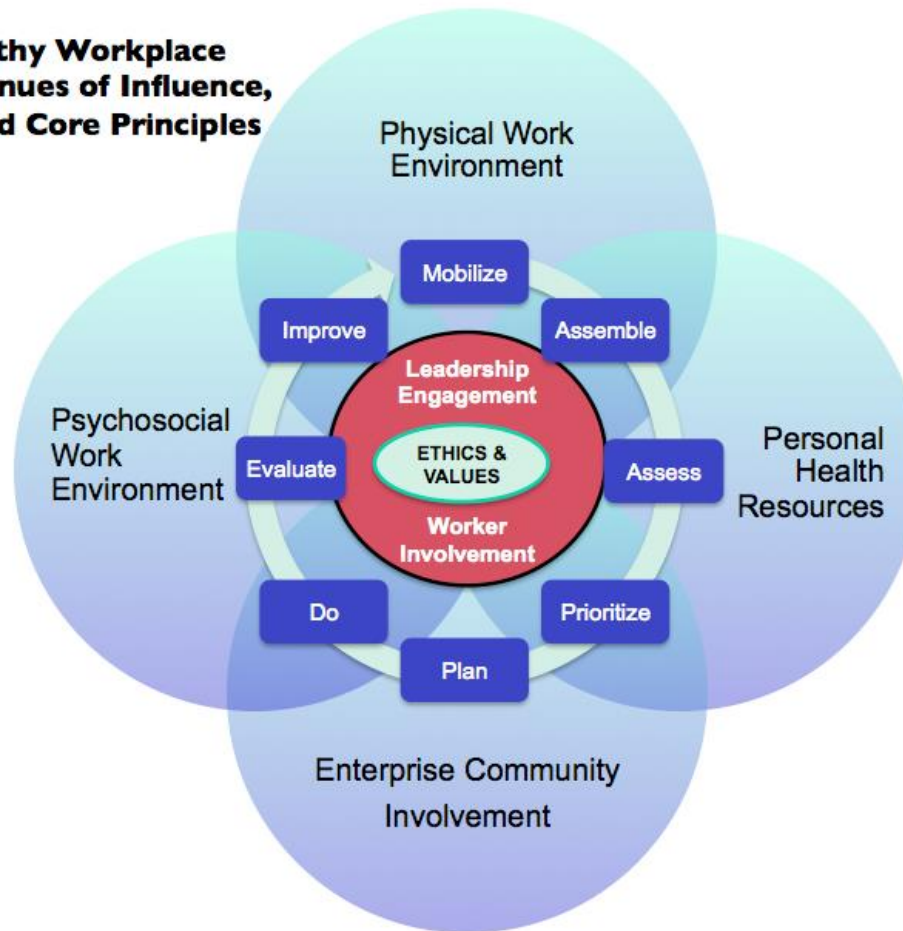 thy Workplace
nues of Influence,
d Core Principles
Physical Work
Environment
Mobilize
Improve
Assemble
Leadership
Engagement
Psychosocial
Work
Environment
Evaluate
ETHICS &
VALUES
Assess
Personal
Health
Resources
Worker
Involvement
Do
Prioritize
Plan
Enterprise Community
Involvement